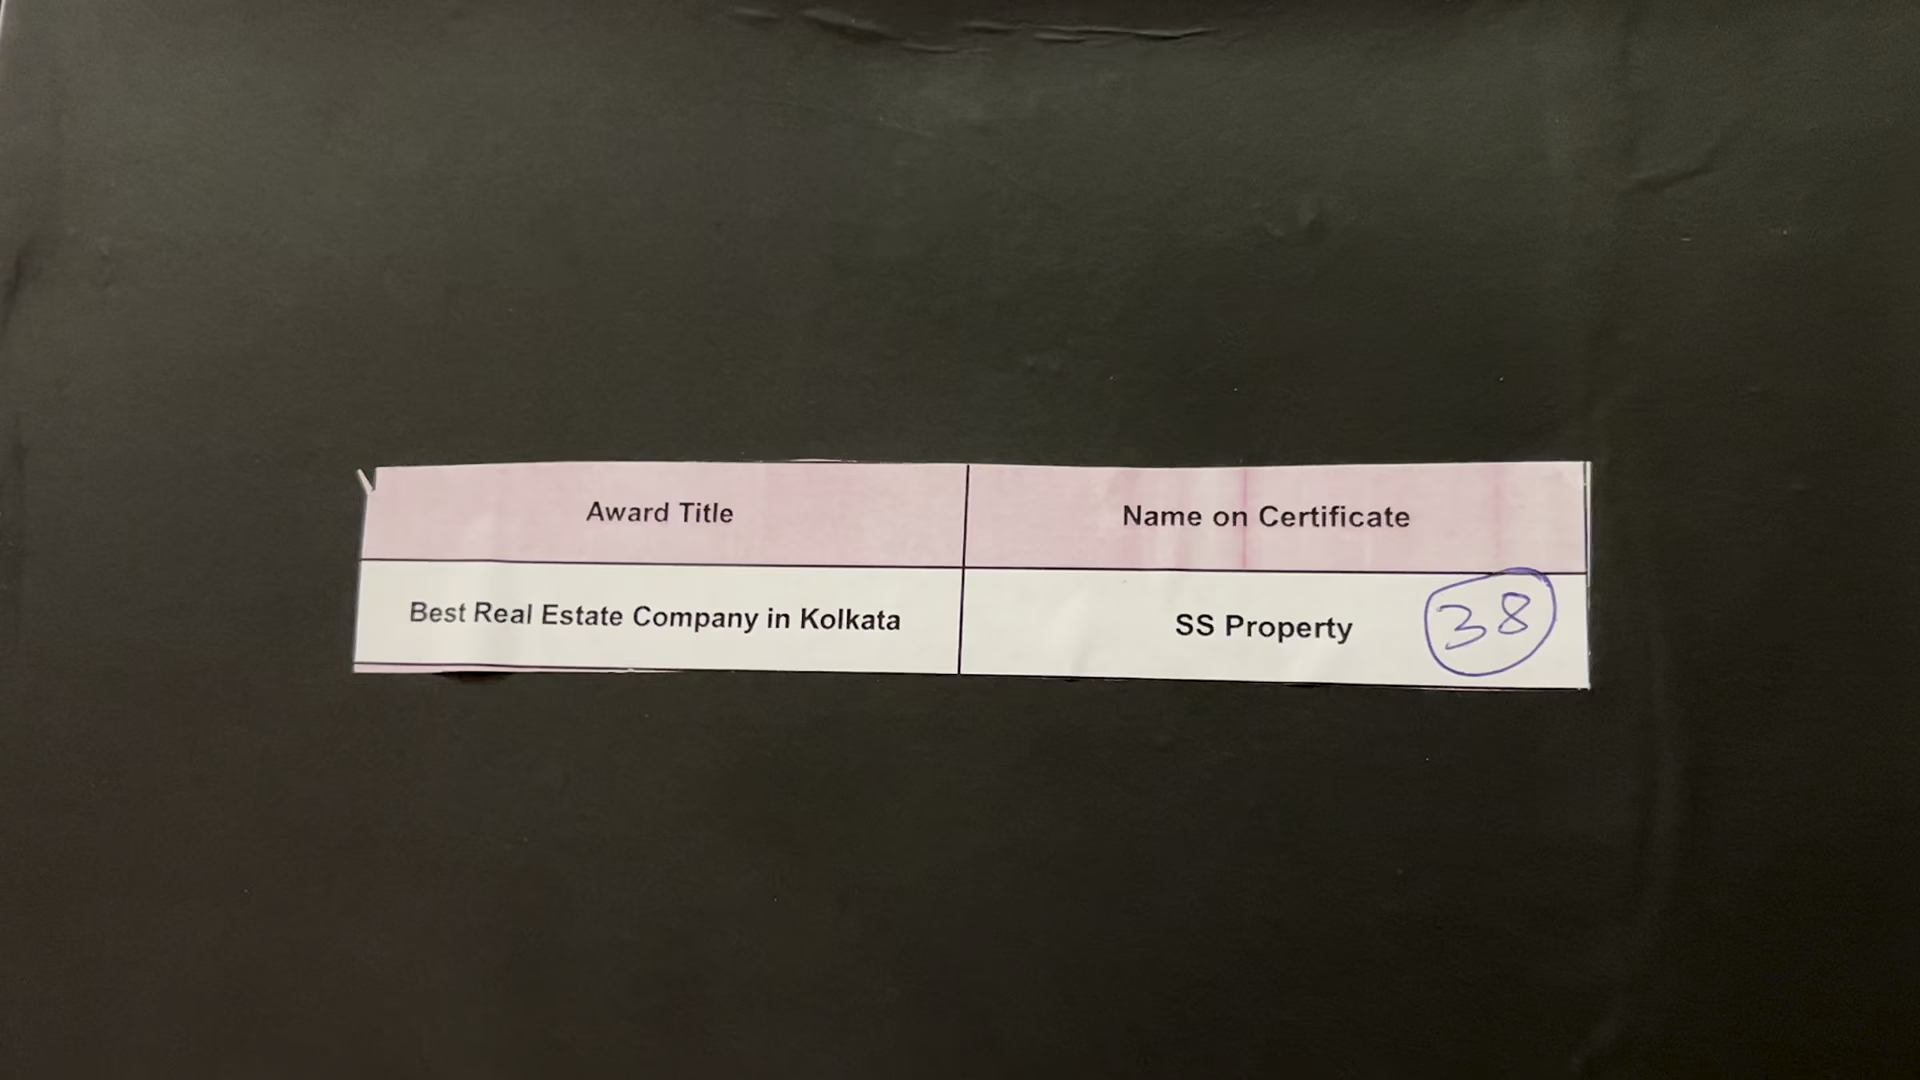 Award Title Name on Certificate
Best Real Estate Company in Kolkata SS Property 38